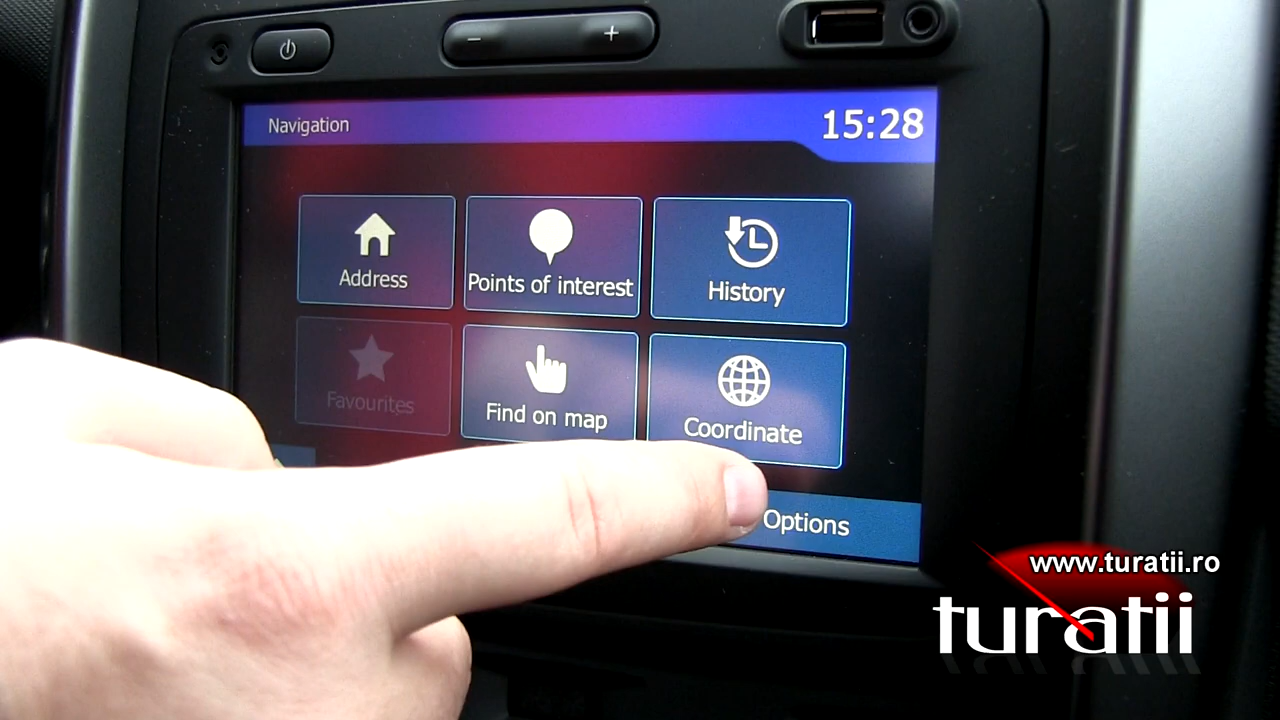 Navigation
15:28
Address
Points of interest
History
Favourites
Find on map
Coordinate
Options
www.turatii.ro
turatii